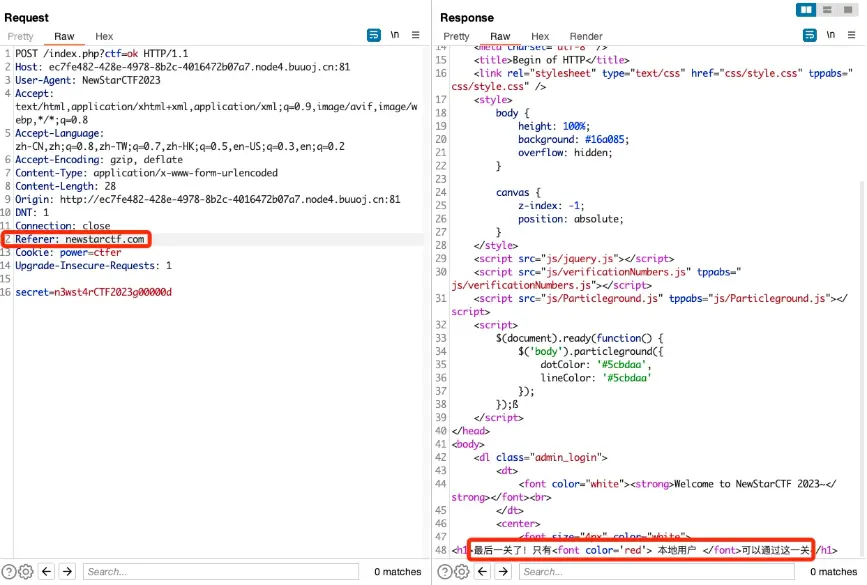 Request
Pretty Raw Hex \n
1 POST /index.php?ctf=ok HTTP/1.1
2 Host: ec7fe482-428e-4978-8b2c-4016472b07a7.node4.buuoj.cn:81
3 User-Agent: NewStarCTF2023
4 Accept:
text/html,application/xhtml+xml,application/xml;q=0.9,image/avif,image/w
ebp,*/*;q=0.8
5 Accept-Language:
zh-CN,zh;q=0.8,zh-TW;q=0.7,zh-HK;q=0.5,en-US;q=0.3,en;q=0.2
6 Accept-Encoding: gzip, deflate
7 Content-Type: application/x-www-form-urlencoded
8 Content-Length: 28
9 Origin: http://ec7fe482-428e-4978-8b2c-4016472b07a7.node4.buuoj.cn:81
10 DNT: 1
11 Connection: close
2 Referer: newstarctf.com
13 Cookie: power=ctfer
14 Upgrade-Insecure-Requests: 1
15
16 secret=n3wst4rCTF2023g00000d
Search...
0 matches
Response
Pretty Raw Hex Render \n
14 <meta charset="utf-8" />
15 <title>Begin of HTTP</title>
16 <link rel="stylesheet" type="text/css" href="css/style.css" tppabs="
css/style.css" />
17 <style>
18 body {
19 height: 100%;
20 background: #16a085;
21 overflow: hidden;
22 }
23
24 canvas {
25 z-index: -1;
26 position: absolute;
27 }
28 </style>
29 <script src="js/jquery.js"></script>
30 <script src="js/verificationNumbers.js" tppabs="
js/verificationNumbers.js"></script>
31 <script src="js/Particleground.js" tppabs="js/Particleground.js"></
script>
32 <script>
33 $(document).ready(function() {
34 $('body').particleground({
35 dotColor: '#5cbdaa',
36 lineColor: '#5cbdaa'
37 });
38 });ß
39 </script>
40 </head>
41 <body>
42 <dl class="admin_login">
43 <dt>
44 <font color="white"><strong>Welcome to NewStarCTF 2023~</
strong></font><br>
45 </dt>
46 <center>
47 <font size="4px" color="white">
48 <h1>最后一关了！只有<font color='red'> 本地用户 </font>可以通过这一关</h1>
Search...
0 matches